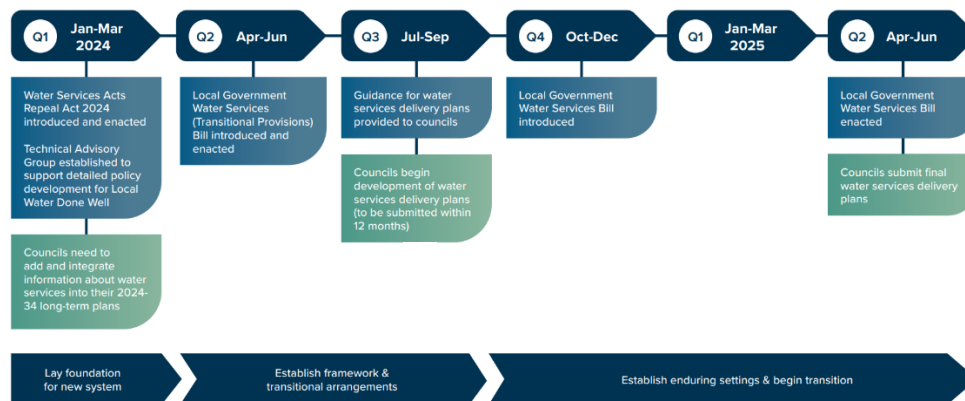 Q1
Jan-Mar
2024
Q2
Apr-Jun
Q3
Jul-Sep
Q4
Oct-Dec
Q1
Jan-Mar
2025
Q2
Apr-Jun
Water Services Acts
Repeal Act 2024
introduced and enacted
Technical Advisory
Group established to
support detailed policy
development for Local
Water Done Well
Councils need to
add and integrate
information about water
services into their 2024-
34 long-term plans
Local Government
Water Services
(Transitional Provisions)
Bill introduced and
enacted
Guidance for water
services delivery plans
provided to councils
Councils begin
development of water
services delivery plans
(to be submitted within
12 months)
Local Government
Water Services Bill
introduced
Local Government
Water Services Bill
enacted
Councils submit final
water services delivery
plans
Lay foundation
for new system
Establish framework &
transitional arrangements
Establish enduring settings & begin transition